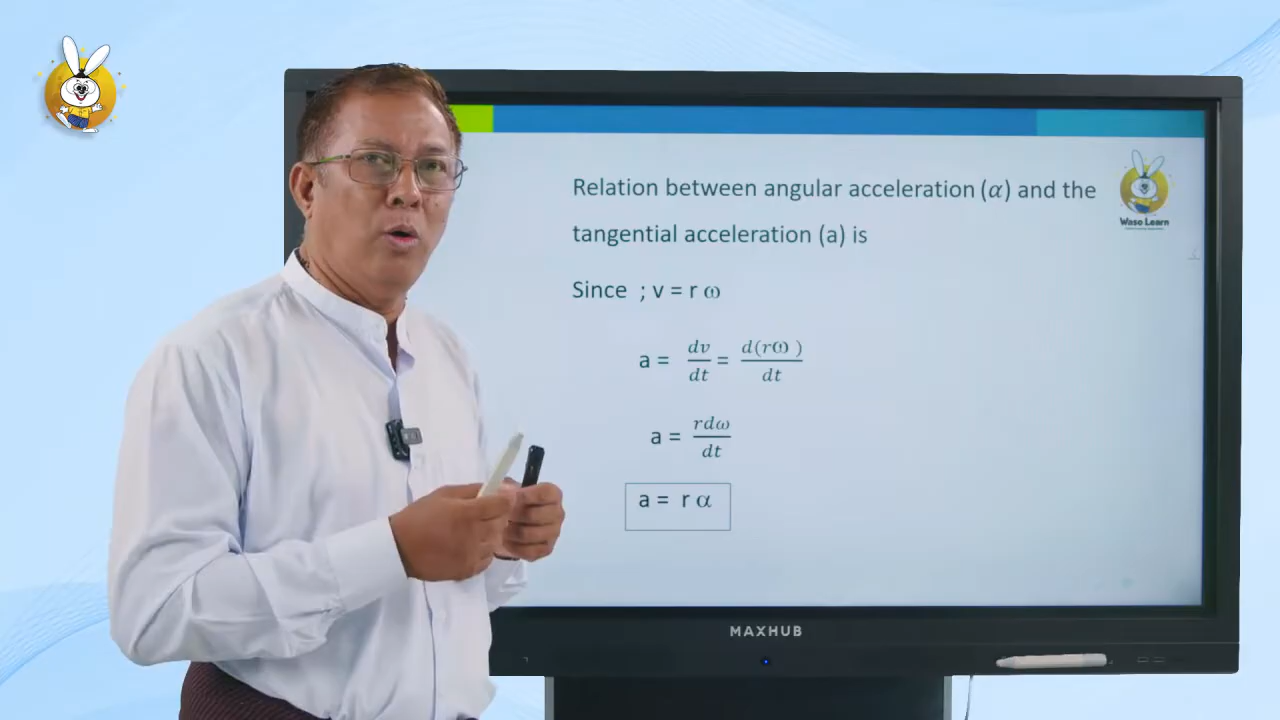 Relation between angular acceleration (α) and the
tangential acceleration (a) is
Since ; v = r ω
a = dv/dt = d(rω )/dt
a = rdω/dt
a = r α
Waso Learn
MAXHUB